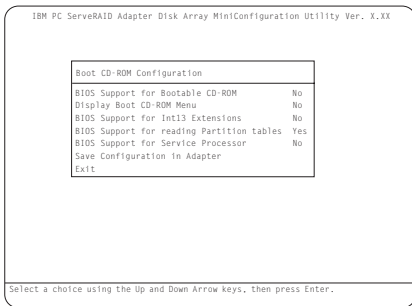 IBM PC ServeRAID Adapter Disk Array MiniConfiguration Utility Ver. X.XX
Boot CD-ROM Configuration
BIOS Support for Bootable CD-ROM No
Display Boot CD-ROM Menu No
BIOS Support for Int13 Extensions No
BIOS Support for reading Partition tables Yes
BIOS Support for Service Processor No
Save Configuration in Adapter
Exit
Select a choice using the Up and Down Arrow keys, then press Enter.